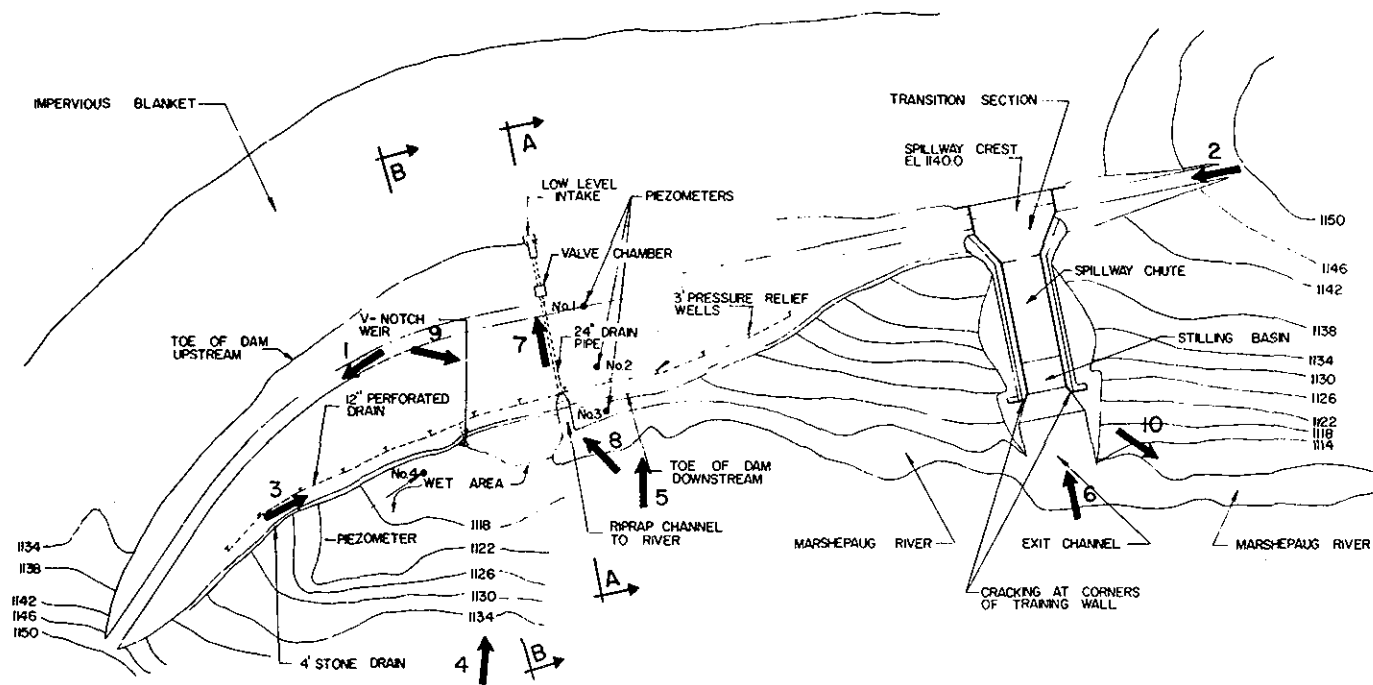 IMPERVIOUS BLANKET
TRANSITION SECTION
SPILLWAY CREST
EL 1140.0
2
A
B
LOW LEVEL
INTAKE
PIEZOMETERS
VALVE CHAMBER
1150
1146
1142
SPILLWAY CHUTE
3' PRESSURE RELIEF
WELLS
No.1
V-NOTCH
WEIR
TOE OF DAM
UPSTREAM
1
9
7
24" DRAIN
PIPE
No.2
1138
STILLING BASIN
1134
1130
1126
1122
1118
1114
12" PERFORATED
DRAIN
No.3
8
10
No.4
WET AREA
TOE OF DAM
DOWNSTREAM
3
5
6
1118
RIPRAP CHANNEL
TO RIVER
PIEZOMETER
1122
1126
1130
1134
MARSHEPAUG RIVER
EXIT CHANNEL
MARSHEPAUG RIVER
1134
1138
1142
1146
1150
A
CRACKING AT CORNERS
OF TRAINING WALL
4' STONE DRAIN
4
B